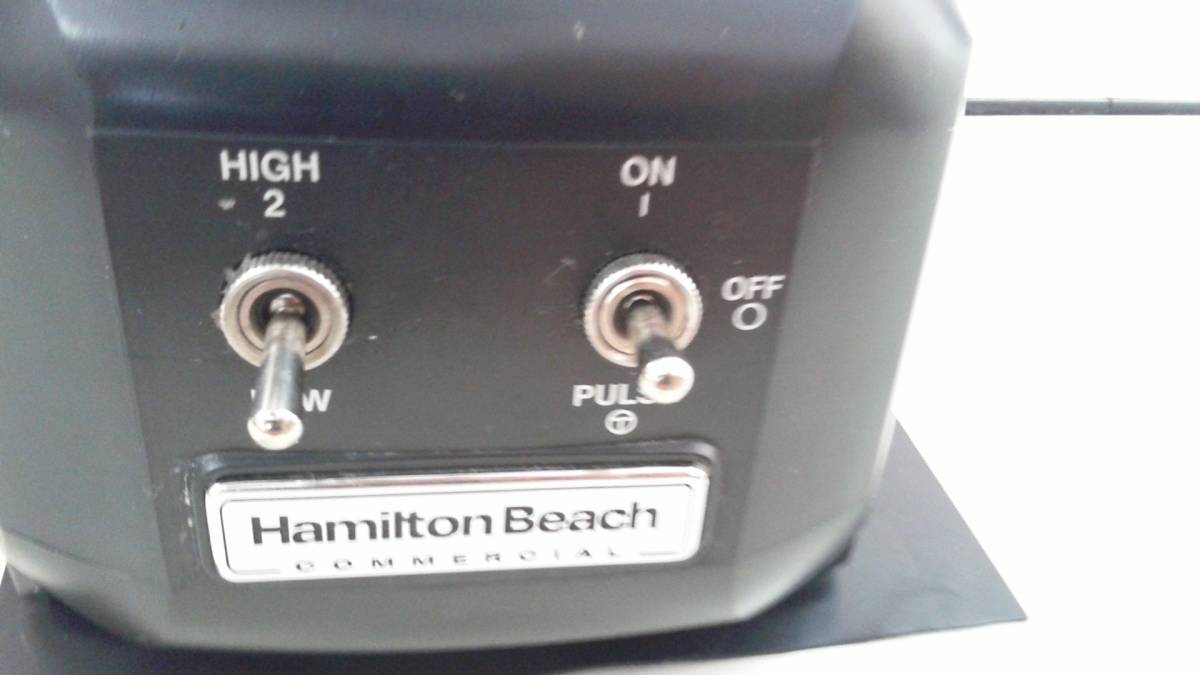 HIGH
2
ON
I
OFF
O
Hamilton Beach
COMMERCIAL